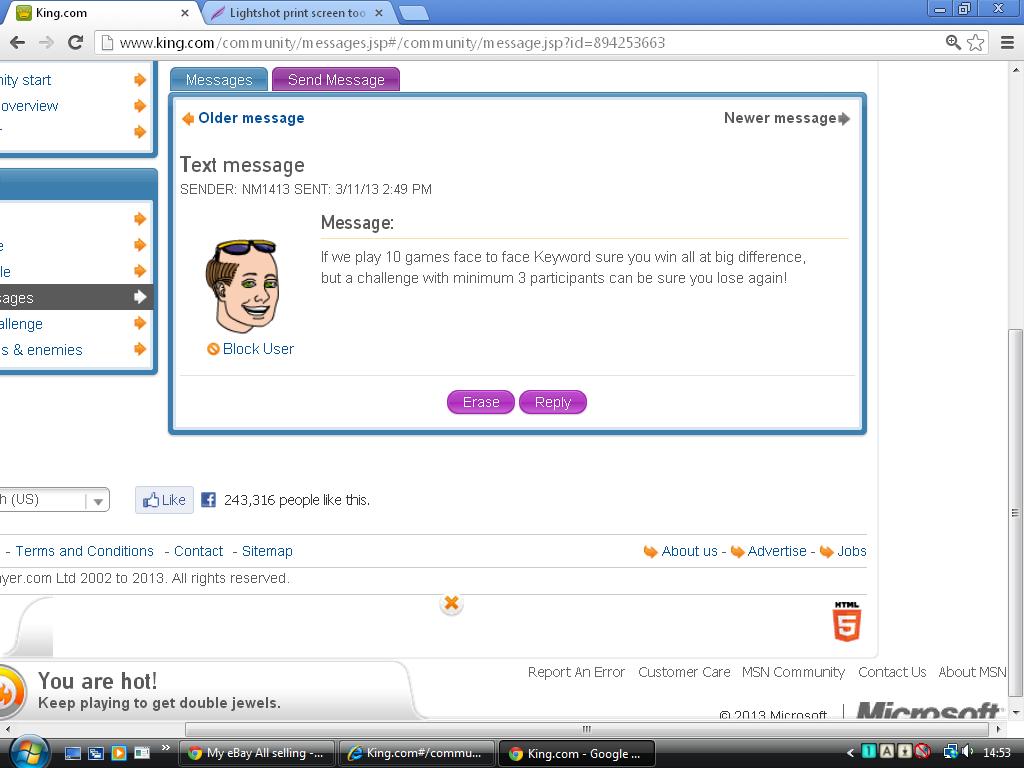 King.com
Lightshot print screen too
www.king.com/community/messages.jsp#/community/message.jsp?id=894253663
nity start
overview
Messages
Send Message
Older message
Newer message
Text message
SENDER: NM1413 SENT: 3/11/13 2:49 PM
Message:
If we play 10 games face to face Keyword sure you win all at big difference,
but a challenge with minimum 3 participants can be sure you lose again!
e
le
sages
allenge
s & enemies
Block User
Erase
Reply
h (US)
Like
243,316 people like this.
- Terms and Conditions - Contact - Sitemap
About us - Advertise - Jobs
yer.com Ltd 2002 to 2013. All rights reserved.
HTML
5
You are hot!
Keep playing to get double jewels.
Report An Error Customer Care MSN Community Contact Us About MSN
© 2013 Microsoft
Microsoft
My eBay All selling -...
King.com#/commu...
King.com - Google ...
1
A
14:53